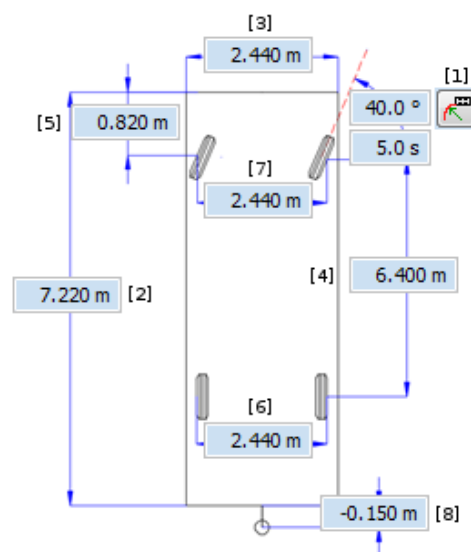 [3]
2.440 m
[1]
40.0 °
[5]
0.820 m
5.0 s
[7]
2.440 m
[4]
6.400 m
7.220 m
[2]
[6]
2.440 m
-0.150 m
[8]